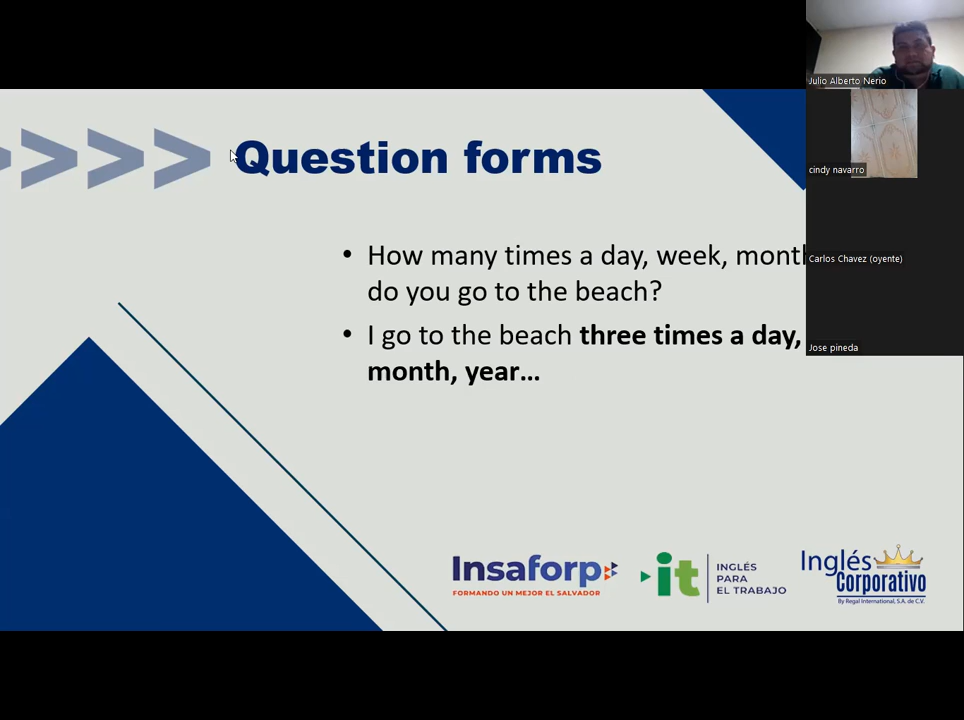 Julio Alberto Nerio
>>>> Question forms
cindy navarro
• How many times a day, week, month
Carlos Chavez (oyente)
do you go to the beach?
• I go to the beach three times a day,
Jose pineda
month, year...
Insaforp
FORMANDO UN MEJOR EL SALVADOR
it
INGLÉS
PARA
EL TRABAJO
Inglés
Corporativo
By Regal International, S.A. de C.V.